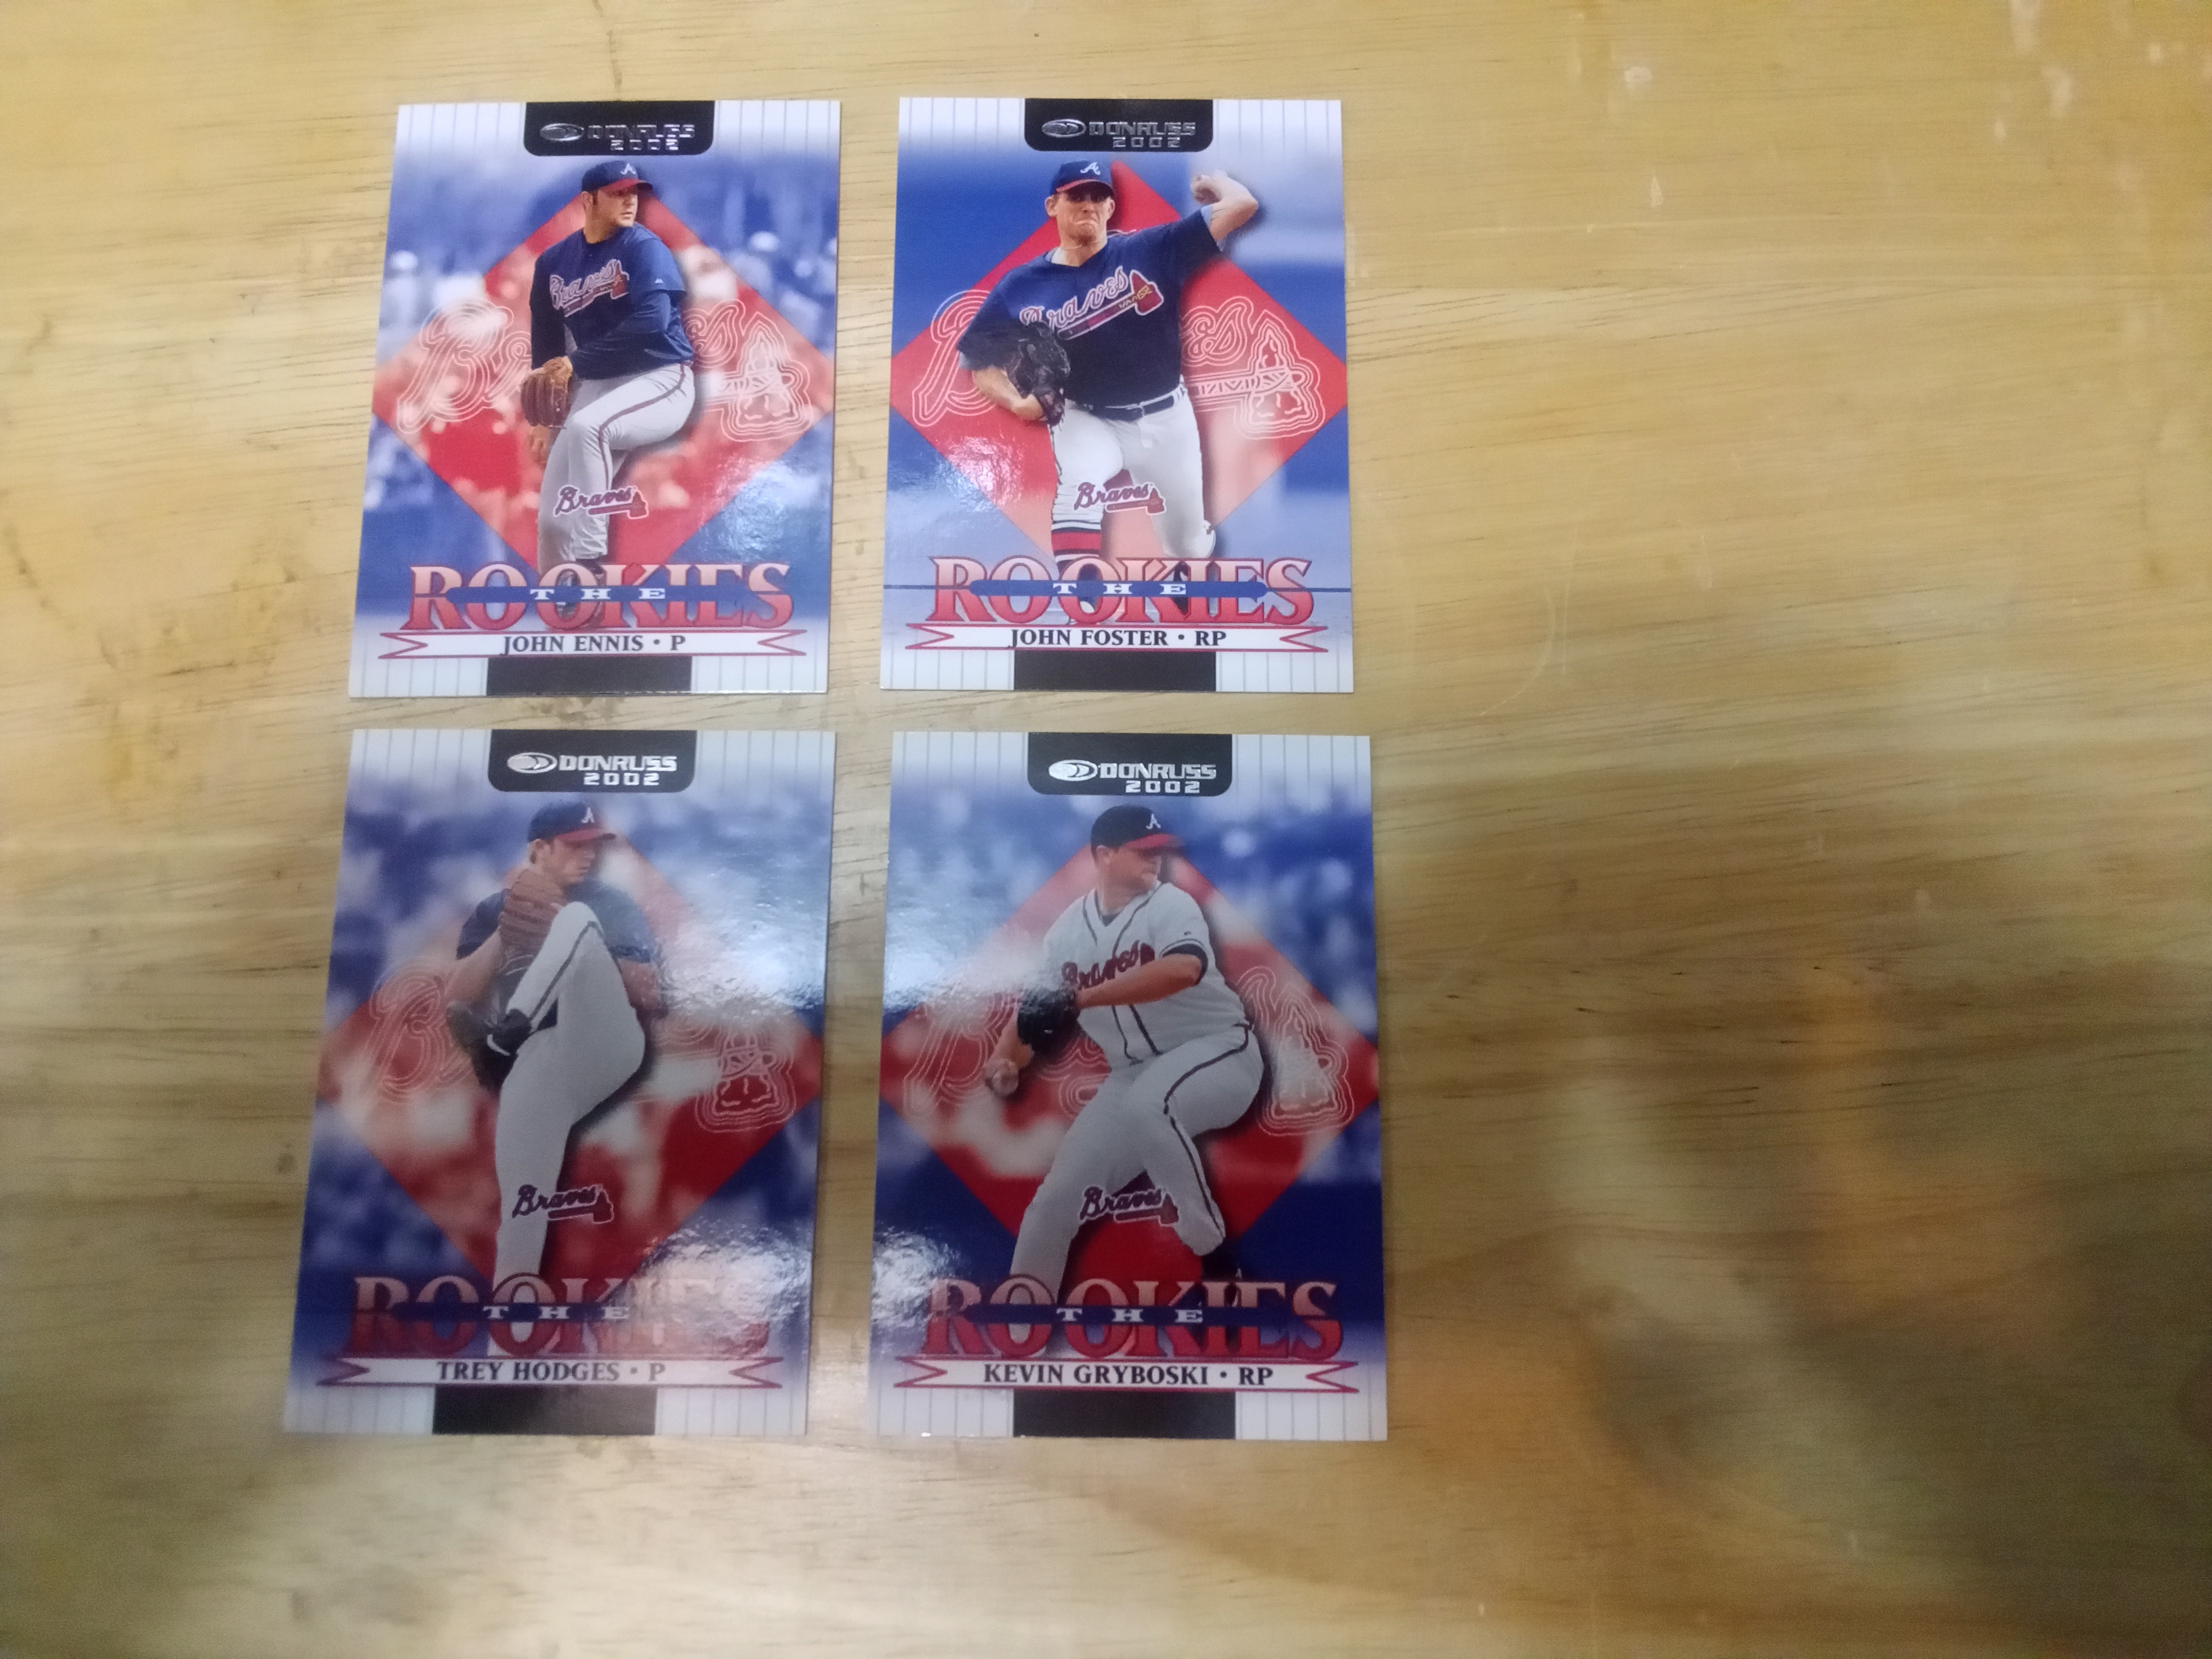 DONRUSS
2002
Braves
Braves
ROOKIES
THE
JOHN ENNIS • P
DONRUSS
2002
Braves
Braves
ROOKIES
THE
JOHN FOSTER • RP
DONRUSS
2002
Braves
ROOKIES
THE
TREY HODGES • P
DONRUSS
2002
Braves
Braves
ROOKIES
THE
KEVIN GRYBOSKI • RP